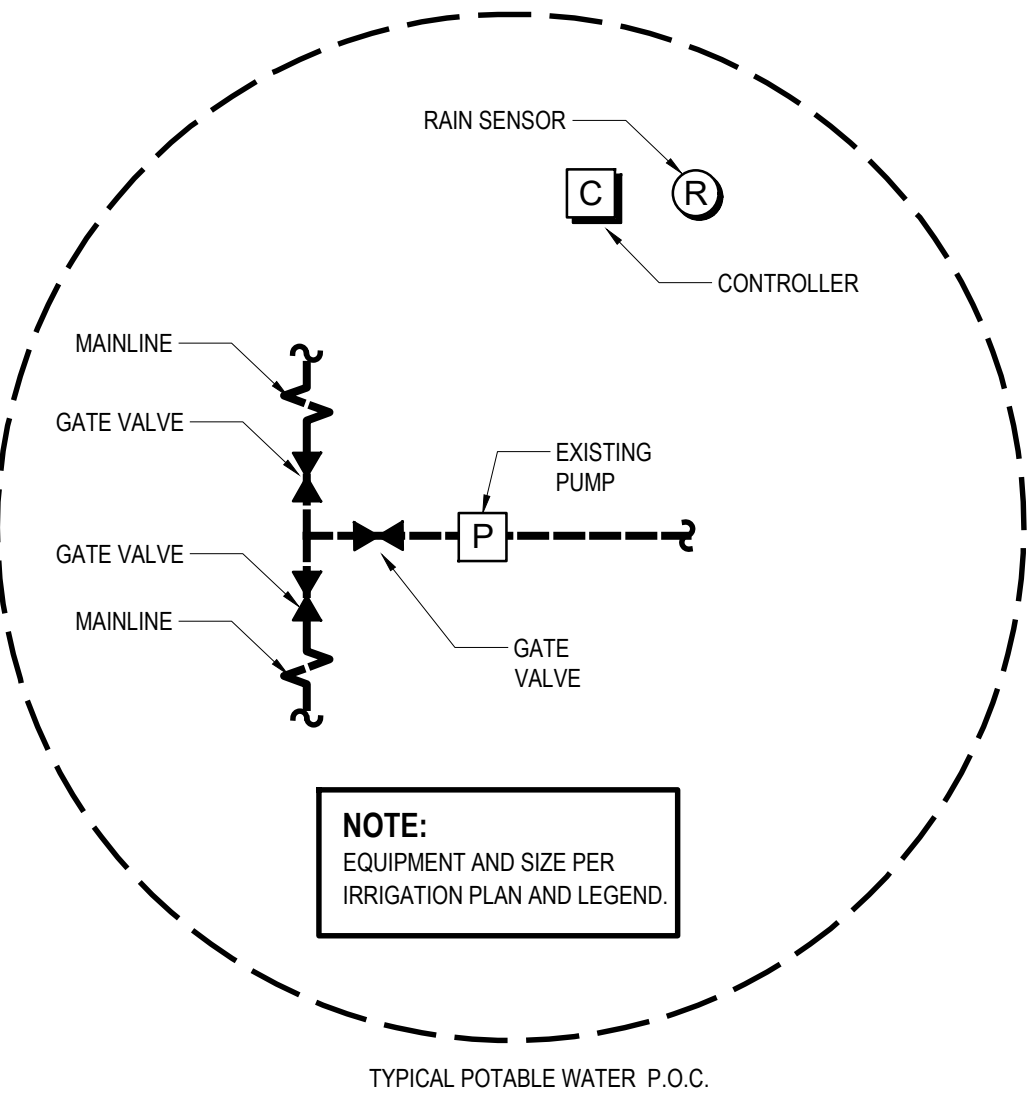 RAIN SENSOR
C
R
CONTROLLER
MAINLINE
GATE VALVE
EXISTING
PUMP
P
GATE VALVE
MAINLINE
GATE
VALVE
NOTE:
EQUIPMENT AND SIZE PER
IRRIGATION PLAN AND LEGEND.
TYPICAL POTABLE WATER P.O.C.